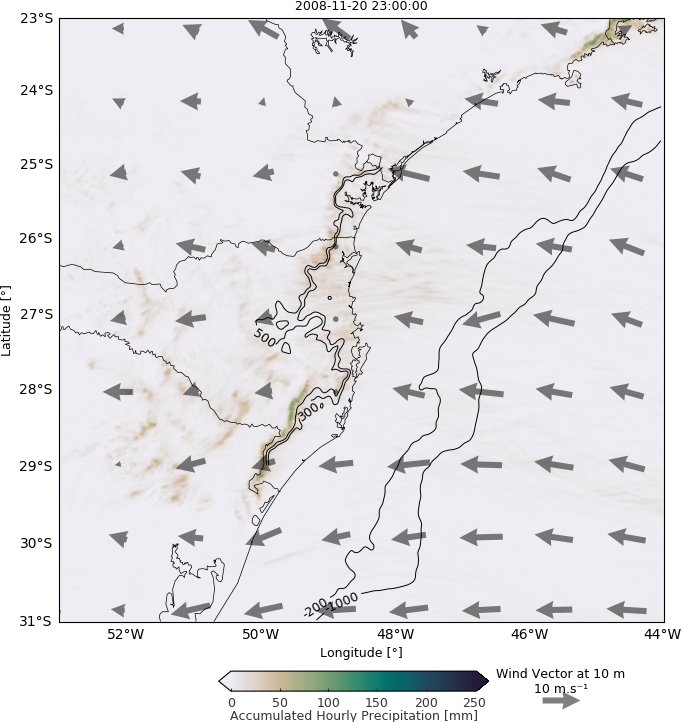 2008-11-20 23:00:00
23°S
24°S
25°S
26°S
27°S
28°S
29°S
30°S
31°S
Latitude [°]
500
300
-200
-1000
52°W 50°W 48°W 46°W 44°W
Longitude [°]
0 50 100 150 200 250
Accumulated Hourly Precipitation [mm]
Wind Vector at 10 m
10 m.s⁻¹